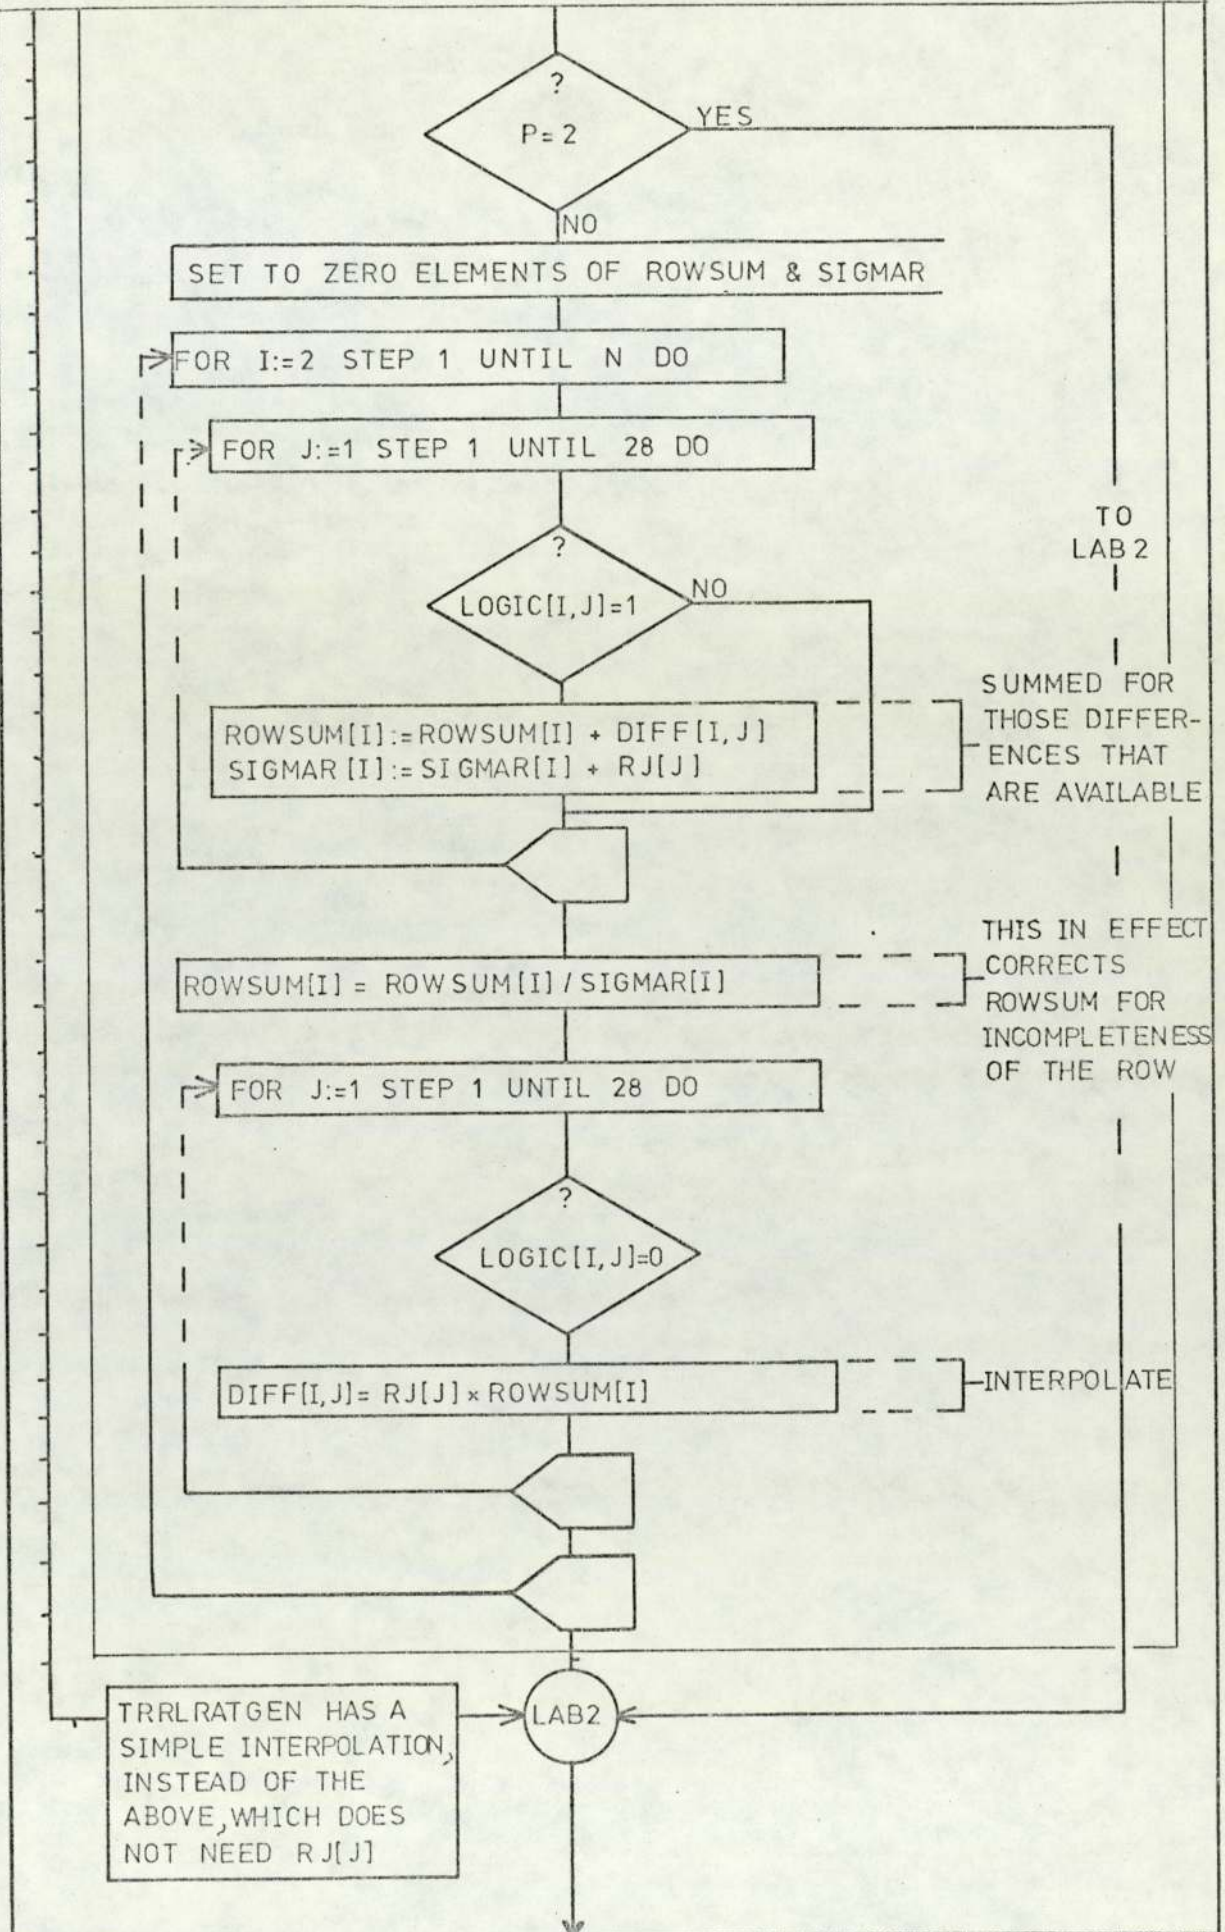 ?
P=2
YES
NO
SET TO ZERO ELEMENTS OF ROWSUM & SIGMAR
FOR I:=2 STEP 1 UNTIL N DO
FOR J:=1 STEP 1 UNTIL 28 DO
TO
LAB2
?
LOGIC[I,J]=1
NO
ROWSUM[I]:=ROWSUM[I] + DIFF[I,J]
SIGMAR[I]:=SIGMAR[I] + RJ[J]
SUMMED FOR
THOSE DIFFER-
ENCES THAT
ARE AVAILABLE
ROWSUM[I] = ROWSUM[I] / SIGMAR[I]
THIS IN EFFECT
CORRECTS
ROWSUM FOR
INCOMPLETENESS
OF THE ROW
FOR J:=1 STEP 1 UNTIL 28 DO
?
LOGIC[I,J]=0
DIFF[I,J]= RJ[J] × ROWSUM[I]
INTERPOLATE
TRRLRATGEN HAS A
SIMPLE INTERPOLATION,
INSTEAD OF THE
ABOVE, WHICH DOES
NOT NEED RJ[J]
LAB2